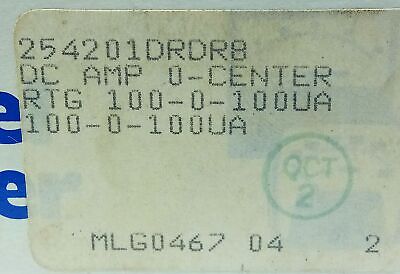 254201DRDR8
DC AMP 0-CENTER
RTG 100-0-100UA
100-0-100UA
OCT
2
MLG0467 04 2